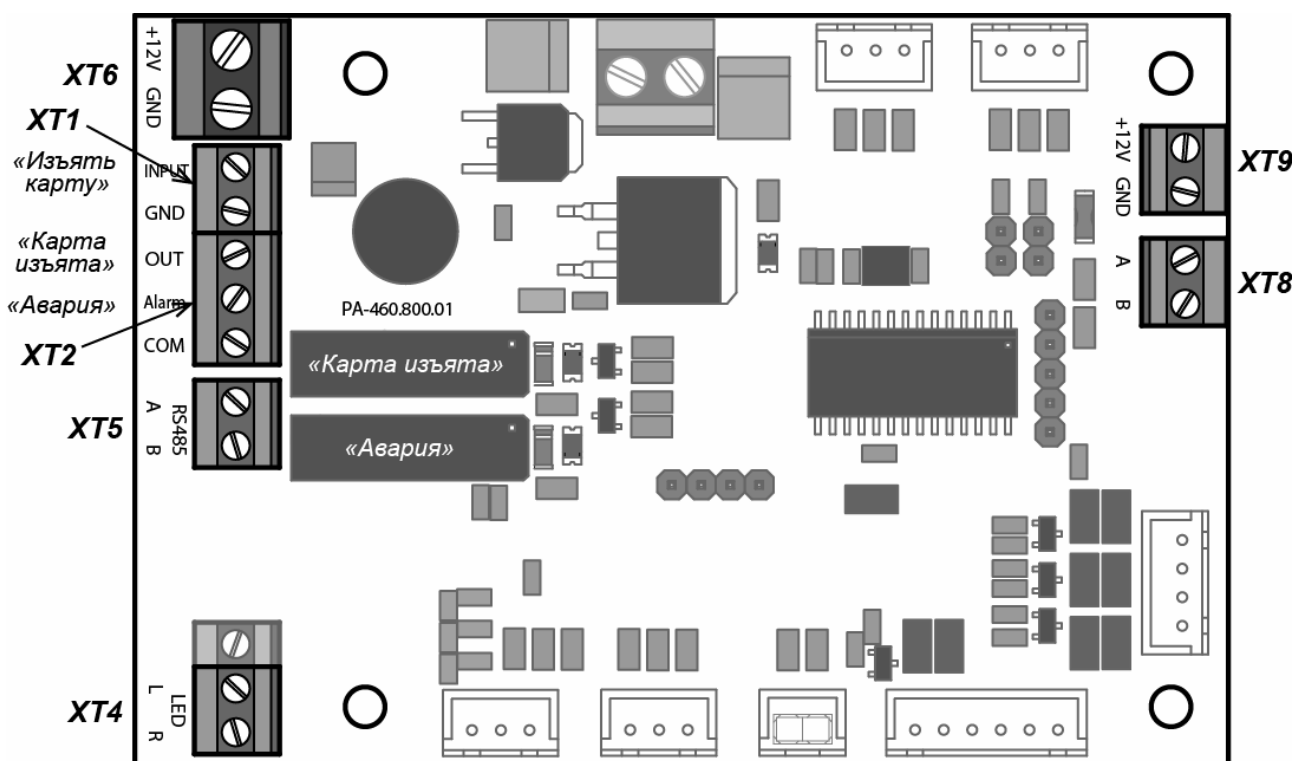 XT6
+12V
GND
XT1
«Изъять
карту»
INPUT
GND
«Карта
изъята»
OUT
«Авария»
Alarm
XT2
COM
XT5
A
B
RS485
XT4
L
R
LED
PA-460.800.01
«Карта изъята»
«Авария»
+12V
GND
XT9
A
B
XT8